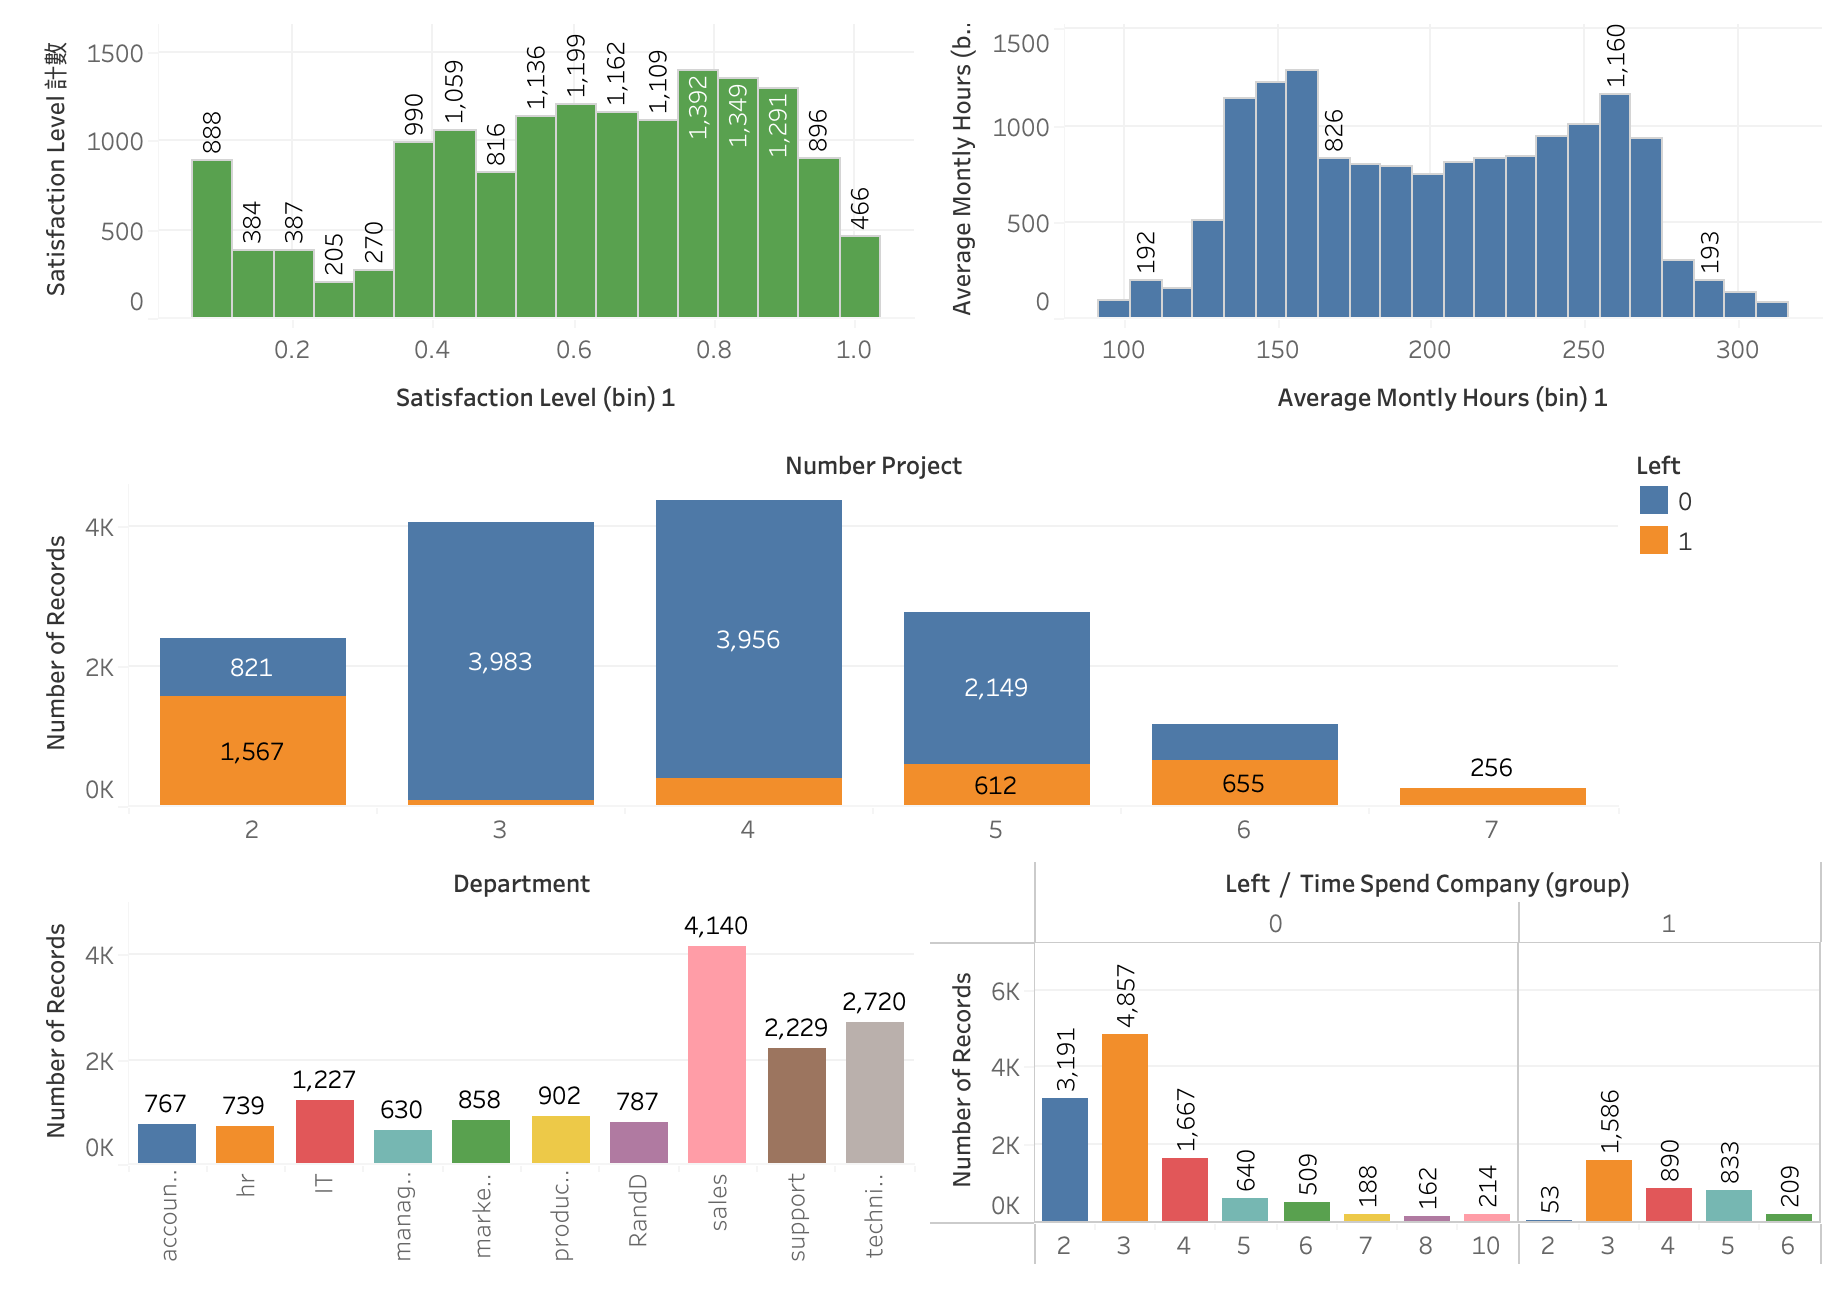 Satisfaction Level 計數
1500
1000
500
0
888
384
387
205
270
990
1,059
816
1,136
1,199
1,162
1,109
1,392
1,349
1,291
896
466
0.2 0.4 0.6 0.8 1.0
Satisfaction Level (bin) 1
Average Montly Hours (b..
1500
1000
500
0
192
826
1,160
193
100 150 200 250 300
Average Montly Hours (bin) 1
Number Project
Number of Records
4K
2K
0K
821
1,567
3,983
3,956
2,149
612
655
256
2 3 4 5 6 7
Left
0
1
Department
Number of Records
4K
2K
0K
767
739
1,227
630
858
902
787
4,140
2,229
2,720
accoun..
hr
IT
manag..
marke..
produc..
RandD
sales
support
techni..
Left / Time Spend Company (group)
0 1
Number of Records
6K
4K
2K
0K
3,191
4,857
1,667
640
509
188
162
214
53
1,586
890
833
209
2 3 4 5 6 7 8 10 2 3 4 5 6